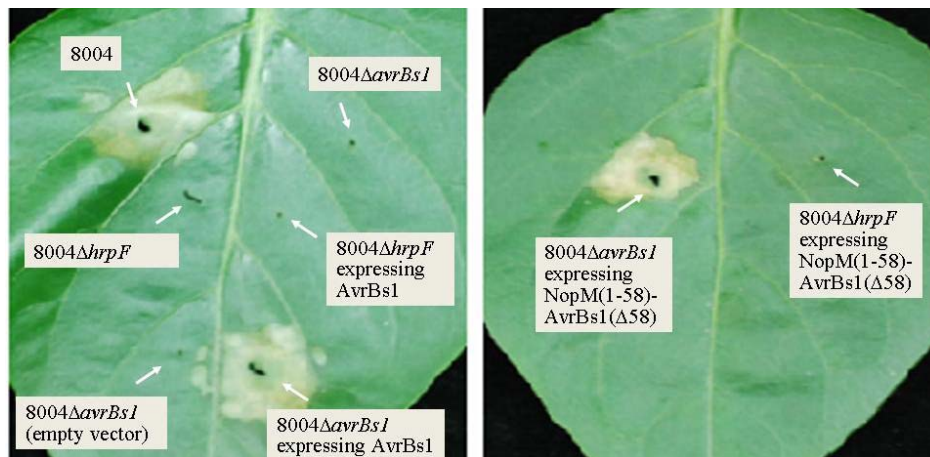 8004
8004ΔavrBs1
8004ΔhrpF
8004ΔhrpF
expressing
AvrBs1
8004ΔavrBs1
(empty vector)
8004ΔavrBs1
expressing AvrBs1
8004ΔavrBs1
expressing
NopM(1-58)-
AvrBs1(Δ58)
8004ΔhrpF
expressing
NopM(1-58)-
AvrBs1(Δ58)